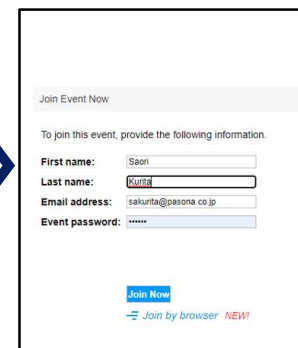 Join Event Now
To join this event, provide the following information.
First name: Saori
Last name: Kurita
Email address: sakurita@pasona.co.jp
Event password: ••••••
Join Now
Join by browser NEW!